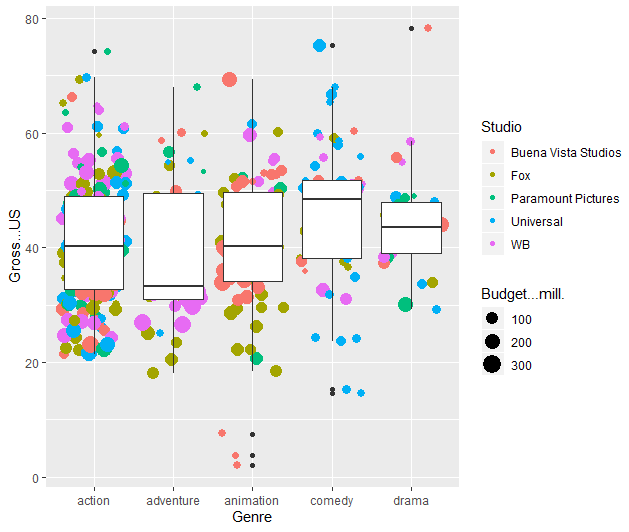 80
60
40
20
0
Gross...US
action adventure animation comedy drama
Genre
Studio
Buena Vista Studios
Fox
Paramount Pictures
Universal
WB
Budget...mill.
100
200
300